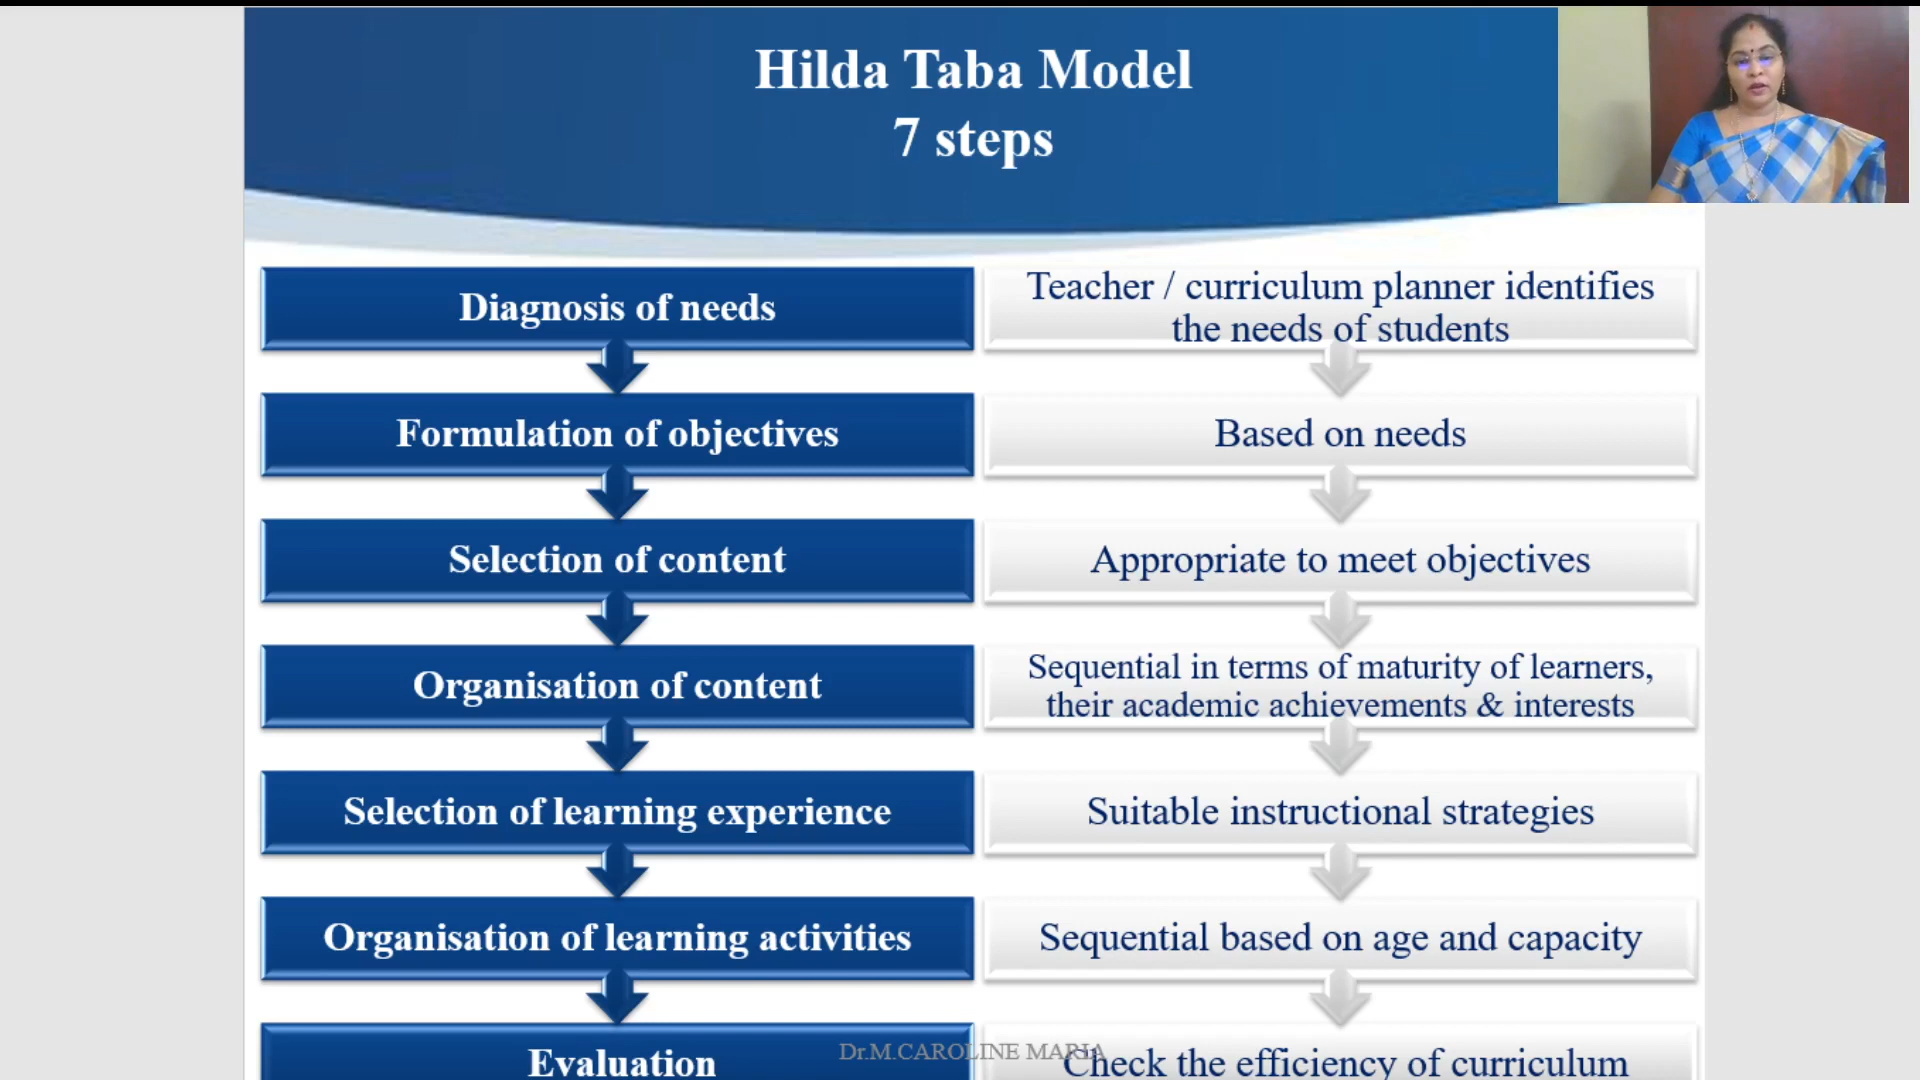 Hilda Taba Model
7 steps
Diagnosis of needs
Teacher / curriculum planner identifies
the needs of students
Formulation of objectives
Based on needs
Selection of content
Appropriate to meet objectives
Organisation of content
Sequential in terms of maturity of learners,
their academic achievements & interests
Selection of learning experience
Suitable instructional strategies
Organisation of learning activities
Sequential based on age and capacity
Evaluation
Check the efficiency of curriculum
Dr.M.CAROLINE MARIA